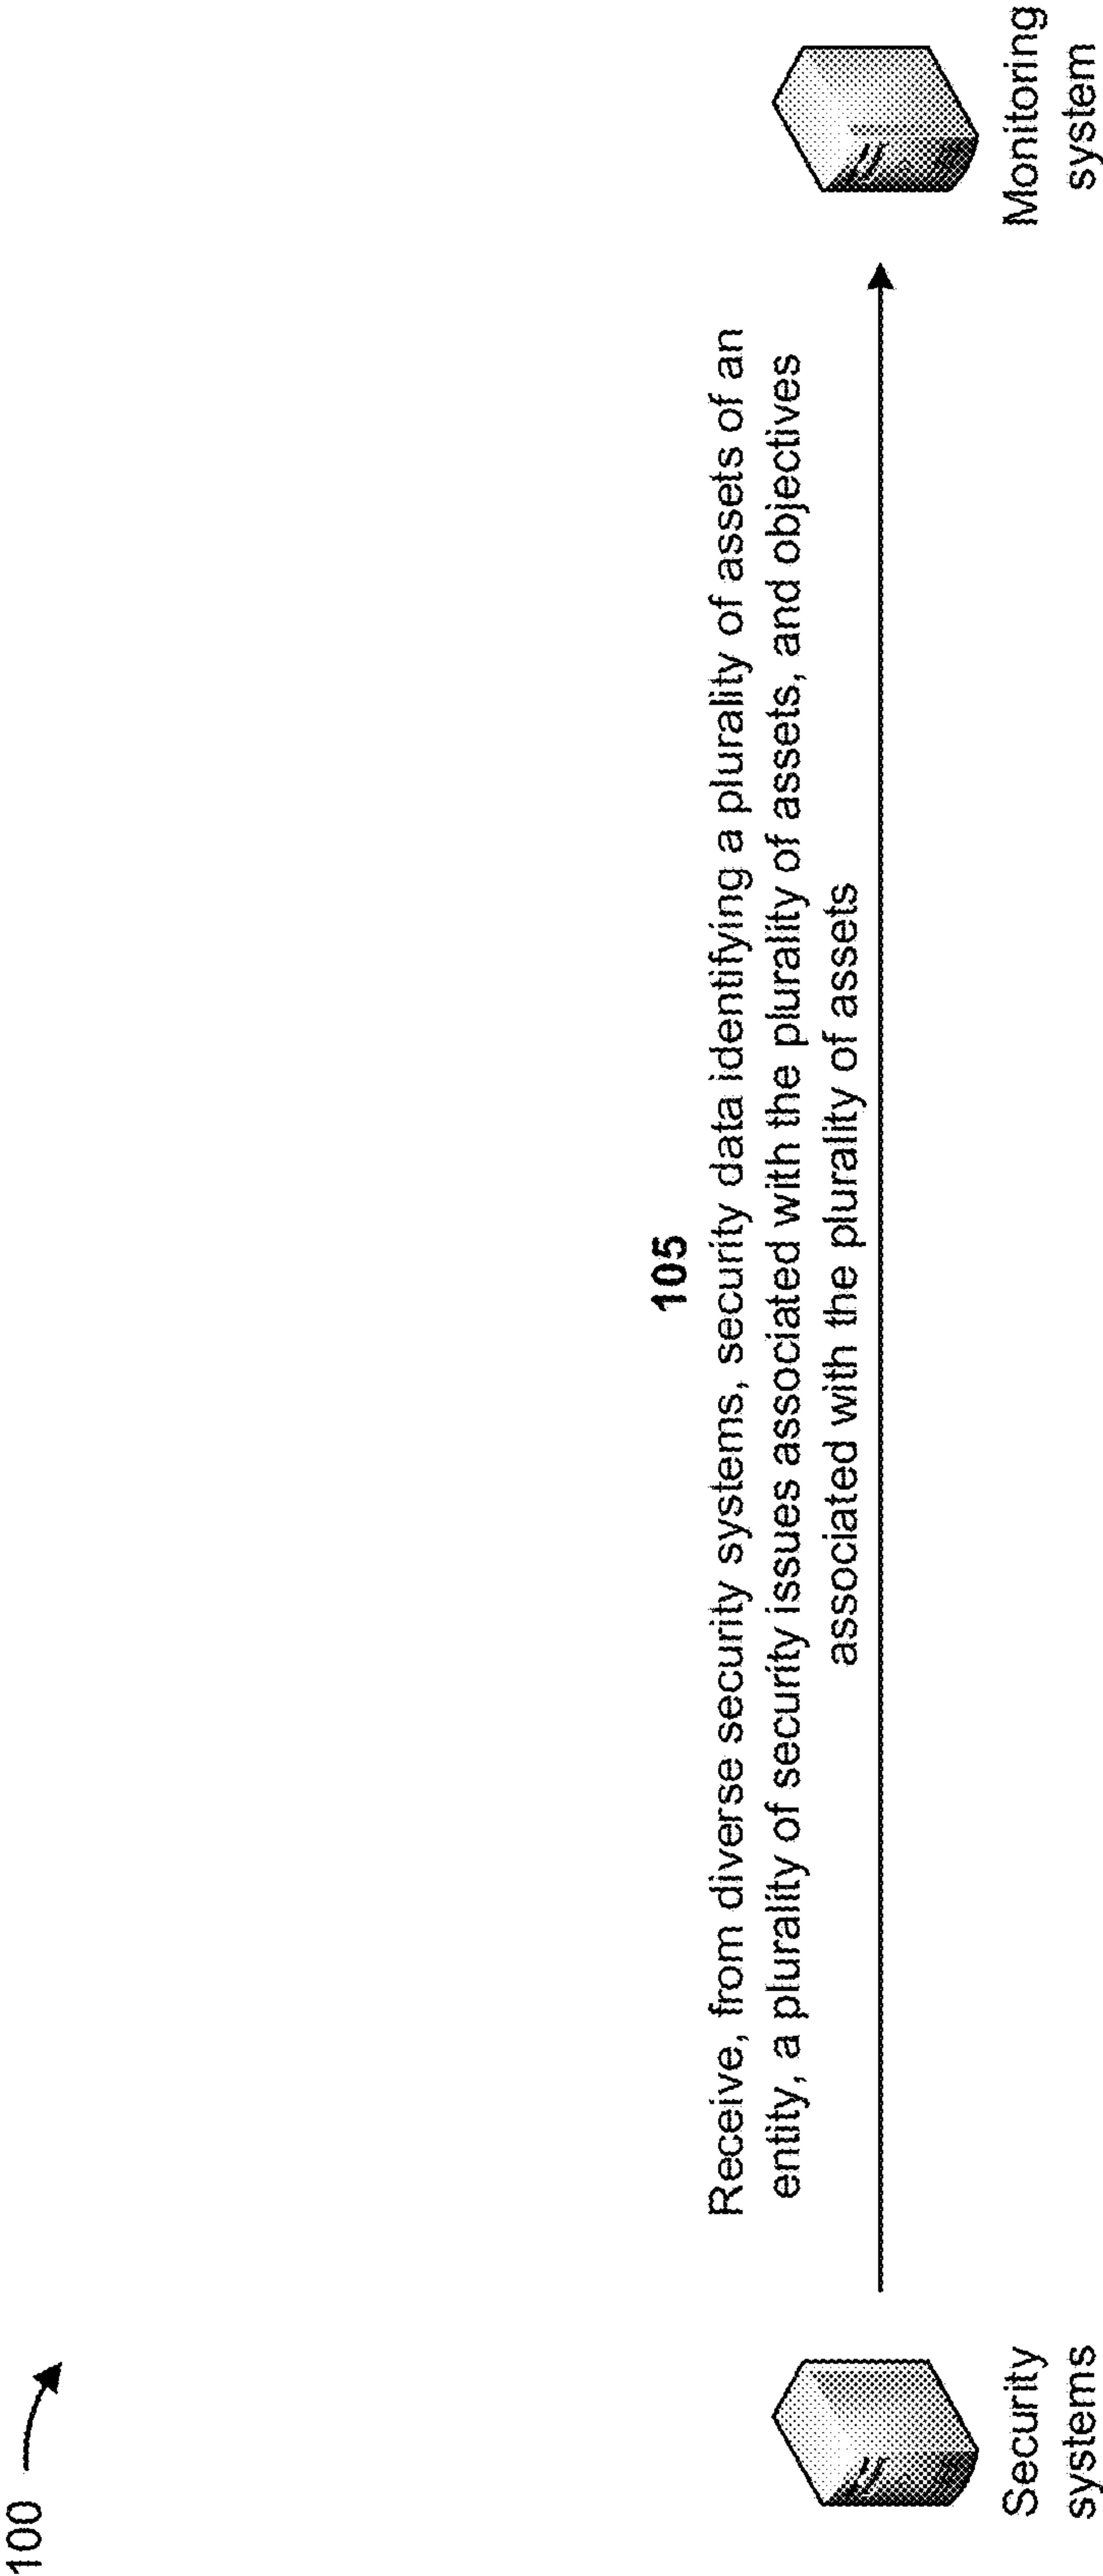 100
105
Receive, from diverse security systems, security data identifying a plurality of assets of an
entity, a plurality of security issues associated with the plurality of assets, and objectives
associated with the plurality of assets
Security
systems
Monitoring
system